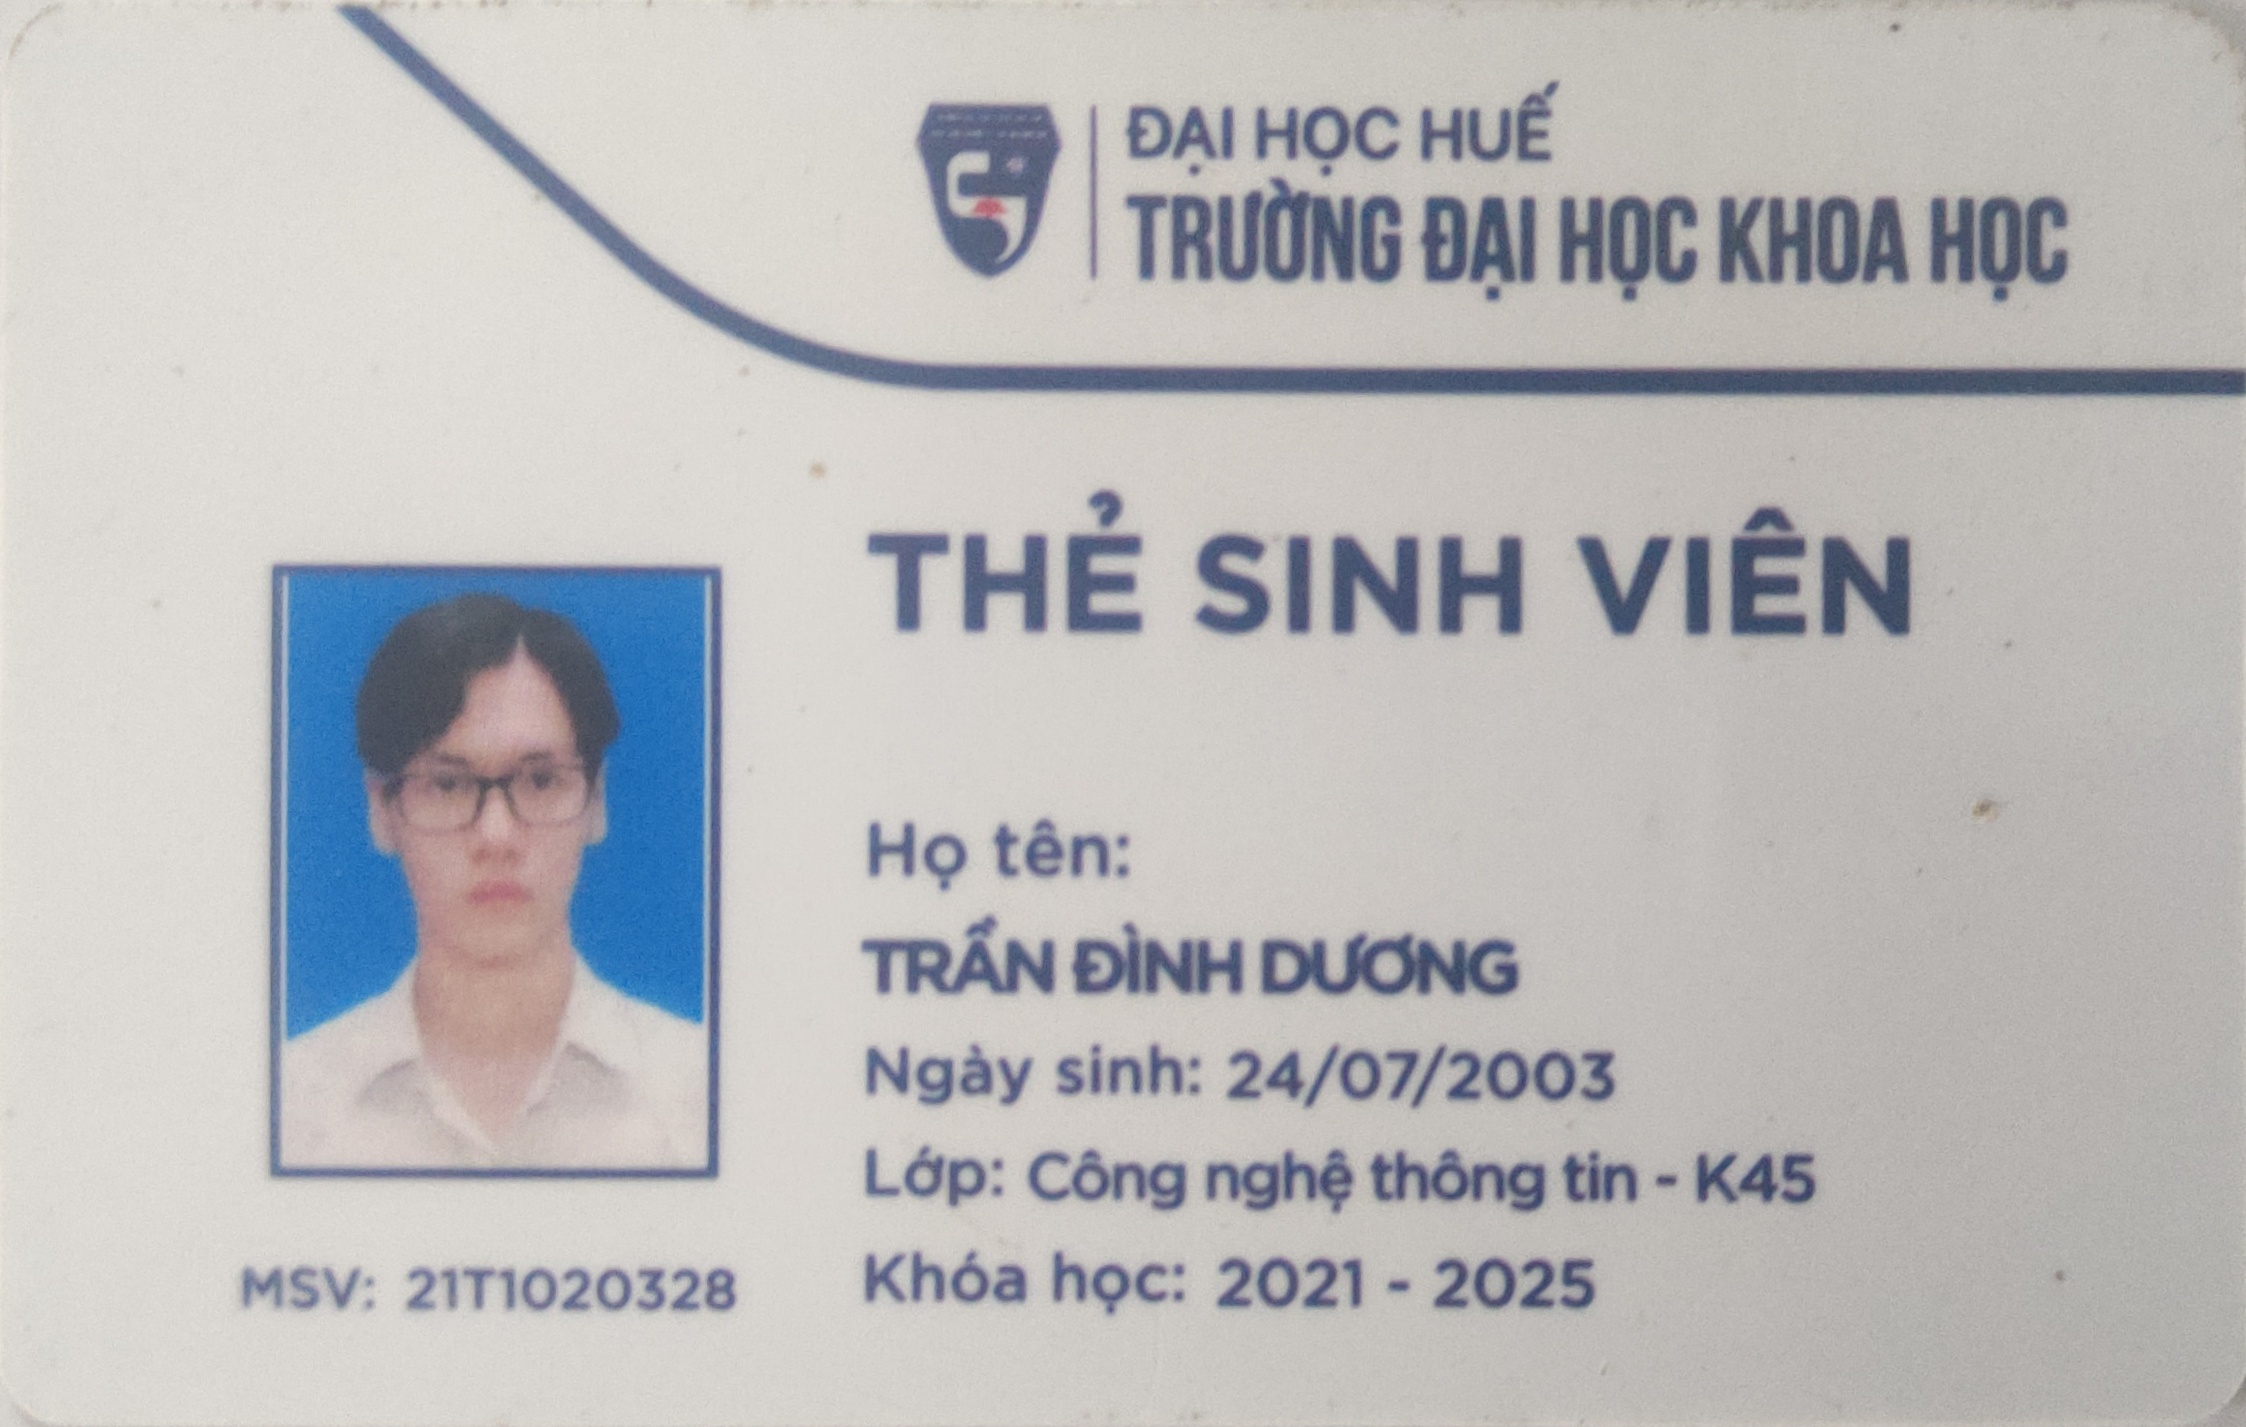 ĐẠI HỌC HUẾ
TRƯỜNG ĐẠI HỌC KHOA HỌC
THẺ SINH VIÊN
Họ tên:
TRẦN ĐÌNH DƯƠNG
Ngày sinh: 24/07/2003
Lớp: Công nghệ thông tin - K45
Khóa học: 2021 - 2025
MSV: 21T1020328